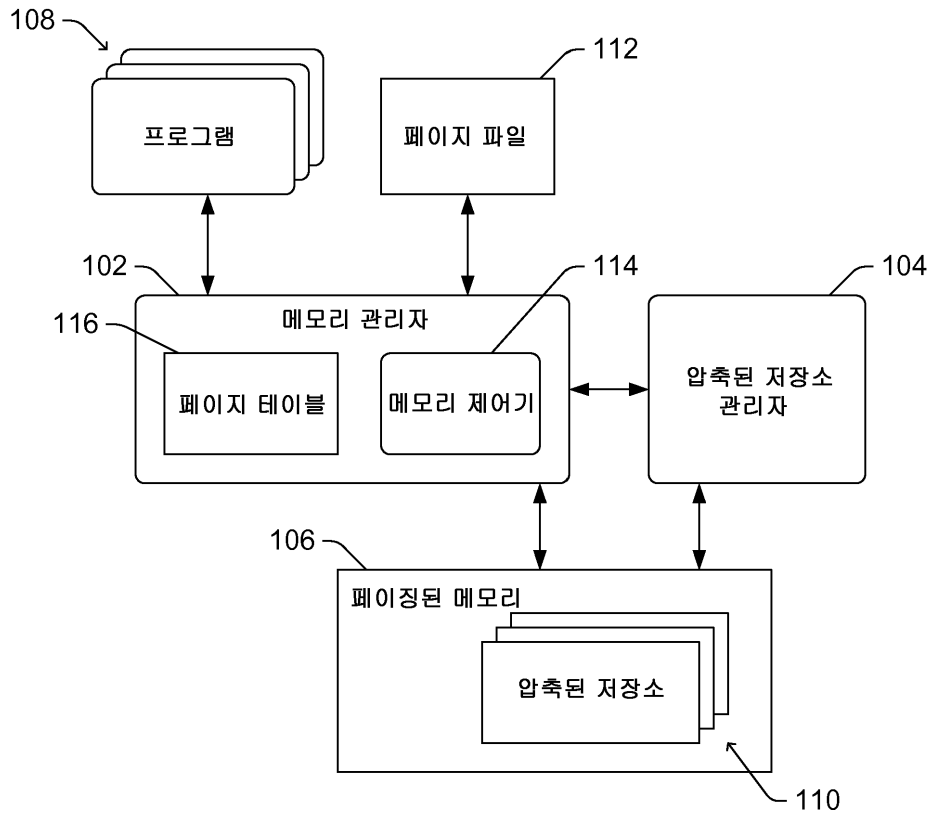 108
프로그램
112
페이지 파일
102
메모리 관리자
114
104
116
페이지 테이블
메모리 제어기
압축된 저장소
관리자
106
페이징된 메모리
압축된 저장소
110